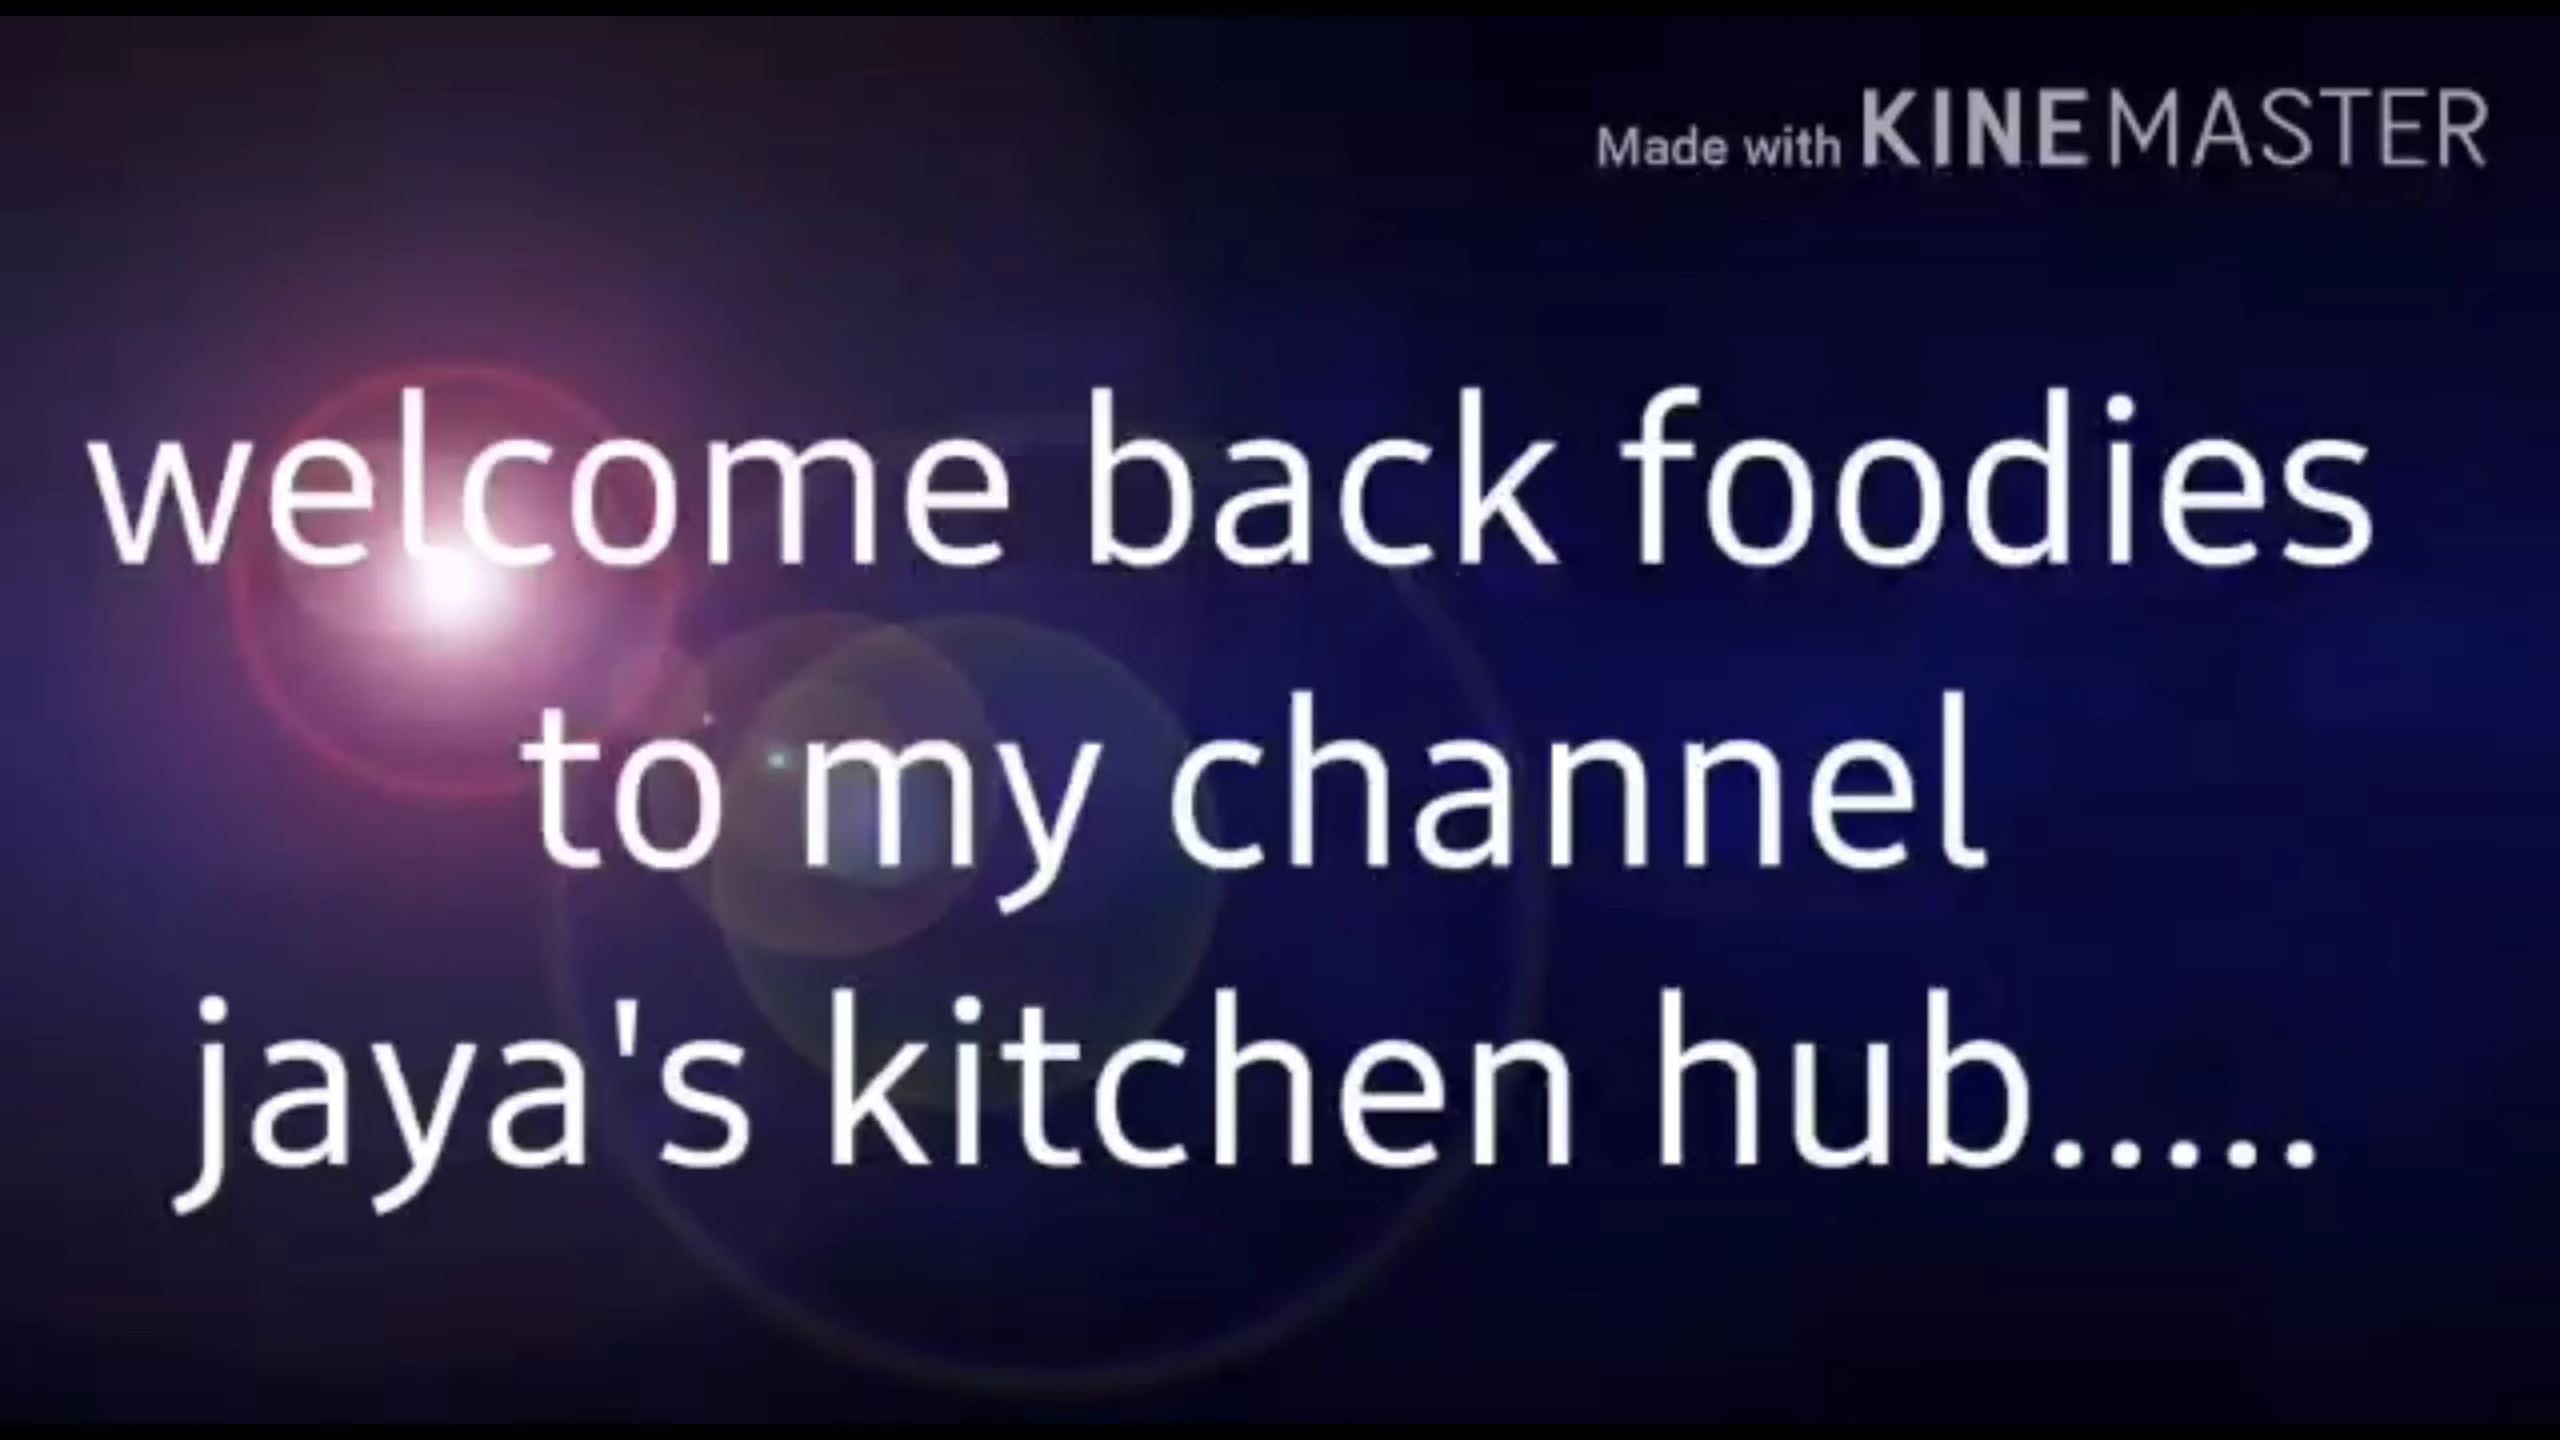 Made with KINEMASTER
welcome back foodies
to my channel
jaya's kitchen hub.....